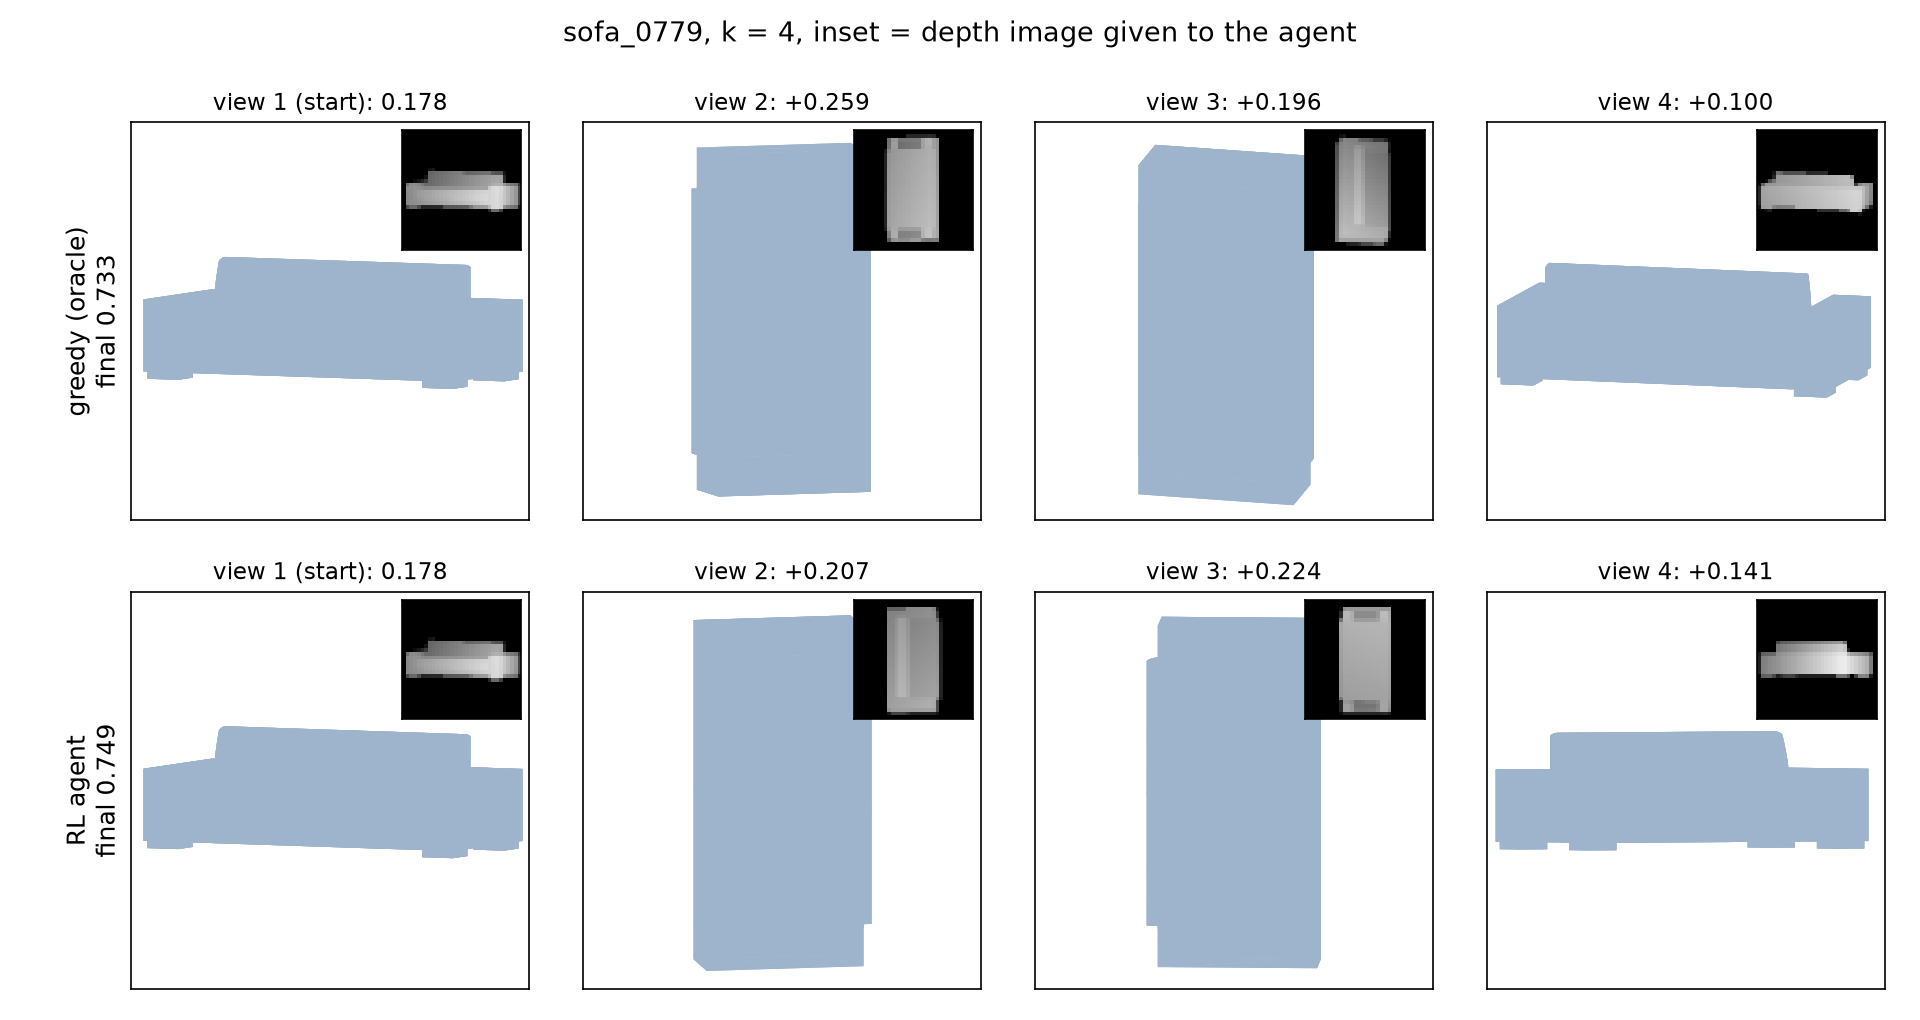 sofa_0779, k = 4, inset = depth image given to the agent
greedy (oracle)
final 0.733
view 1 (start): 0.178
view 2: +0.259
view 3: +0.196
view 4: +0.100
RL agent
final 0.749
view 1 (start): 0.178
view 2: +0.207
view 3: +0.224
view 4: +0.141